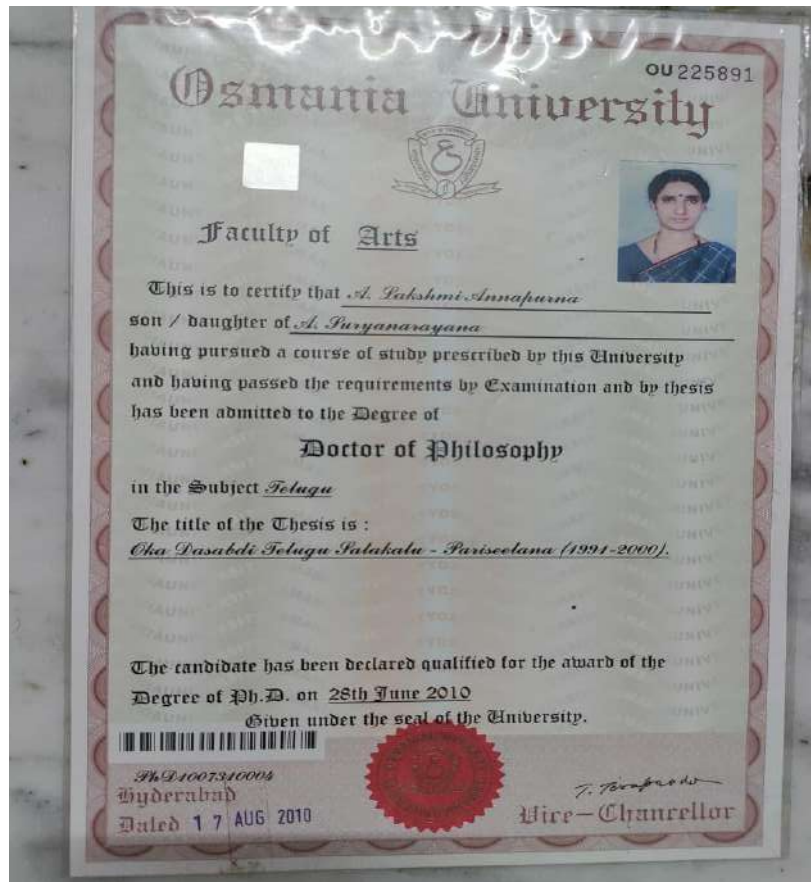 OU 225891
Osmania University
Faculty of Arts
This is to certify that A. Lakshmi Annapurna
son / daughter of A. Suryanarayana
having pursued a course of study prescribed by this University
and having passed the requirements by Examination and by thesis
has been admitted to the Degree of
Doctor of Philosophy
in the Subject Telugu
The title of the Thesis is :
Oka Dasabdi Telugu Satakalu - Pariseelana (1991-2000).
The candidate has been declared qualified for the award of the
Degree of Ph.D. on 28th June 2010
Given under the seal of the University.
PhD1007310004
Hyderabad
Dated 17 AUG 2010
Vice-Chancellor